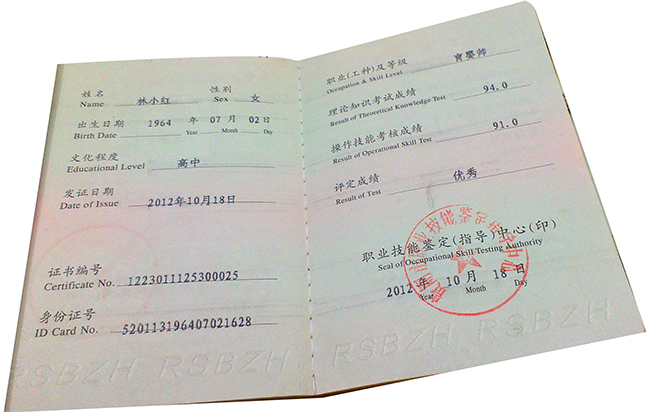 姓名 林小红 性别 女
Name Sex
出生日期 1964 年 07 月 02 日
Birth Date Year Month Day
文化程度 高中
Educational Level
发证日期 2012年10月18日
Date of Issue
证书编号 1223011125300025
Certificate No.
身份证号 520113196407021628
ID Card No.
RSBZH RSBZH
职业(工种)及等级 育婴师
Occupation & Skill Level
理论知识考试成绩 94.0
Result of Theoretical Knowledge Test
操作技能考核成绩 91.0
Result of Operational Skill Test
评定成绩 优秀
Result of Test
职业技能鉴定(指导)中心(印)
Seal of Occupational Skill Testing Authority
2012 年 10 月 18 日
Year Month Day
RSBZH RSBZH